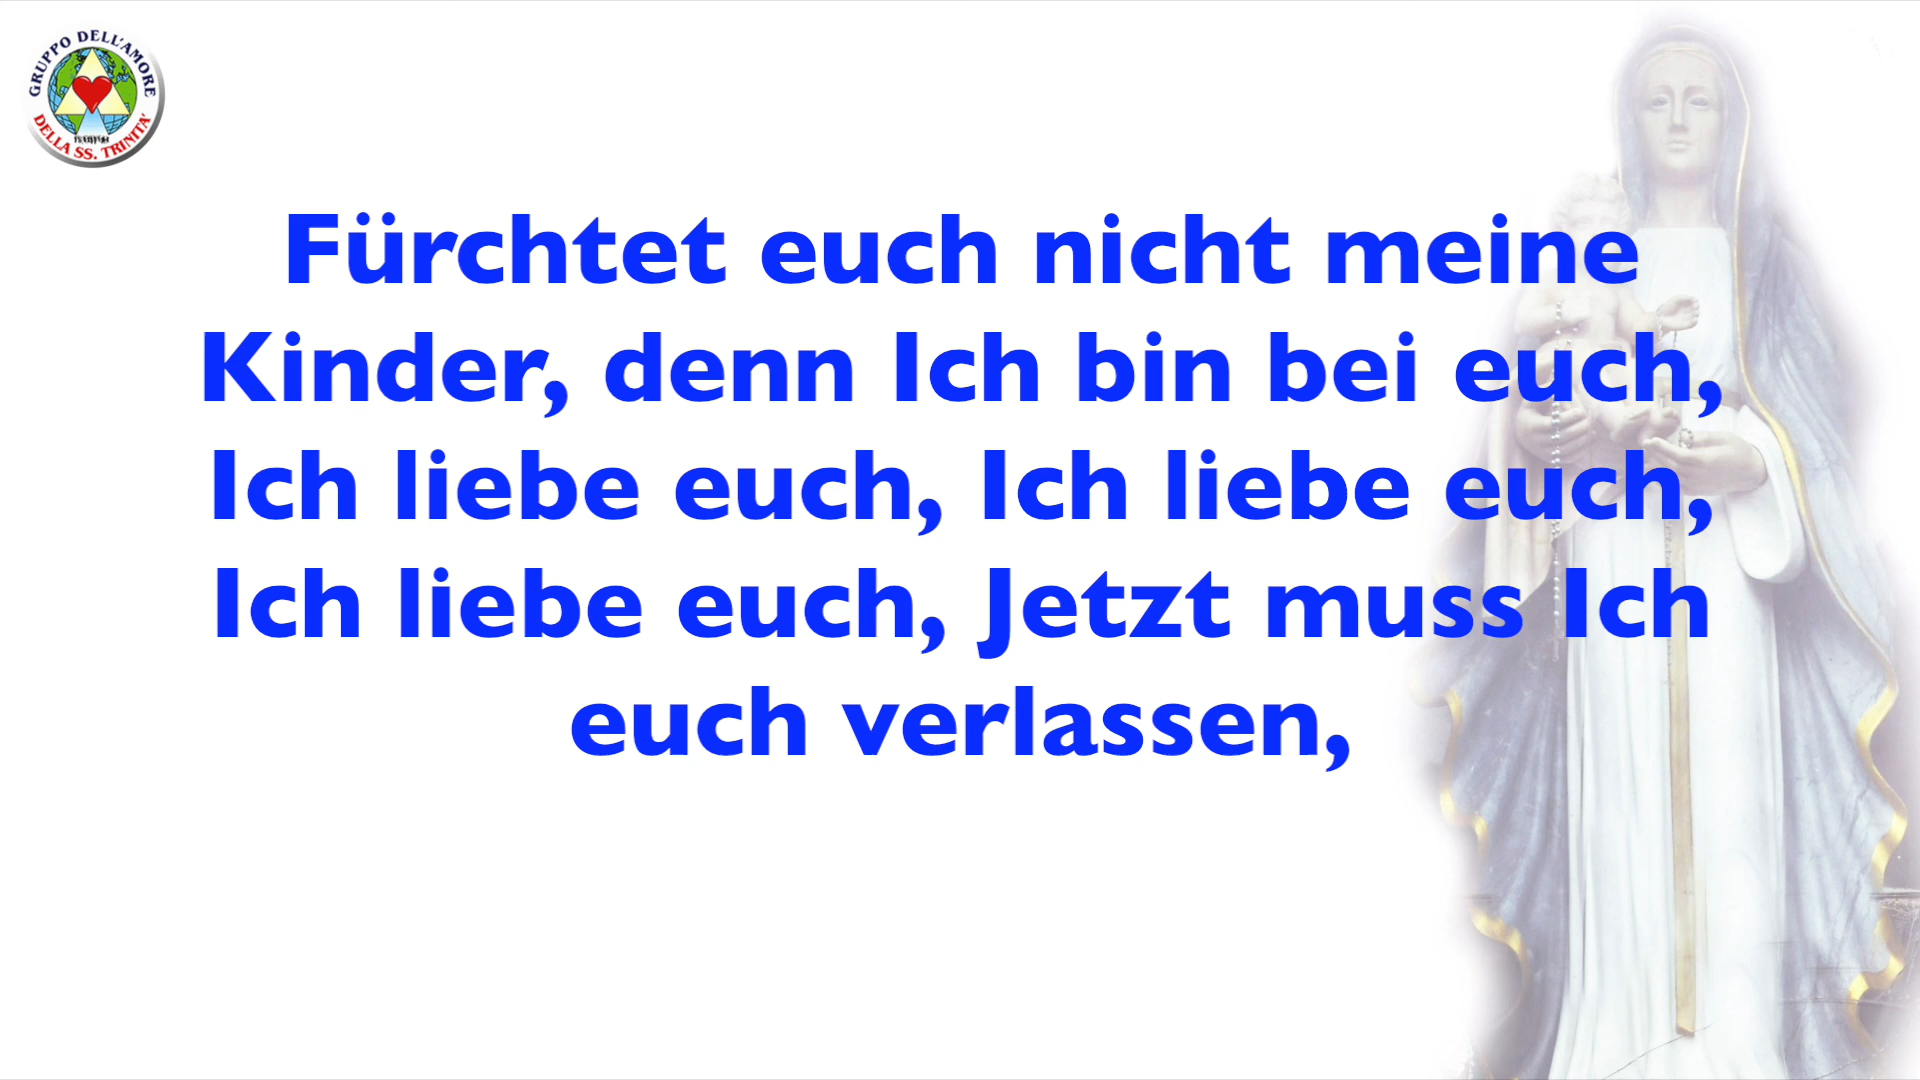 GRUPPO DELL'AMORE
DELLA SS. TRINITA'
Fürchtet euch nicht meine
Kinder, denn Ich bin bei euch,
Ich liebe euch, Ich liebe euch,
Ich liebe euch, Jetzt muss Ich
euch verlassen,